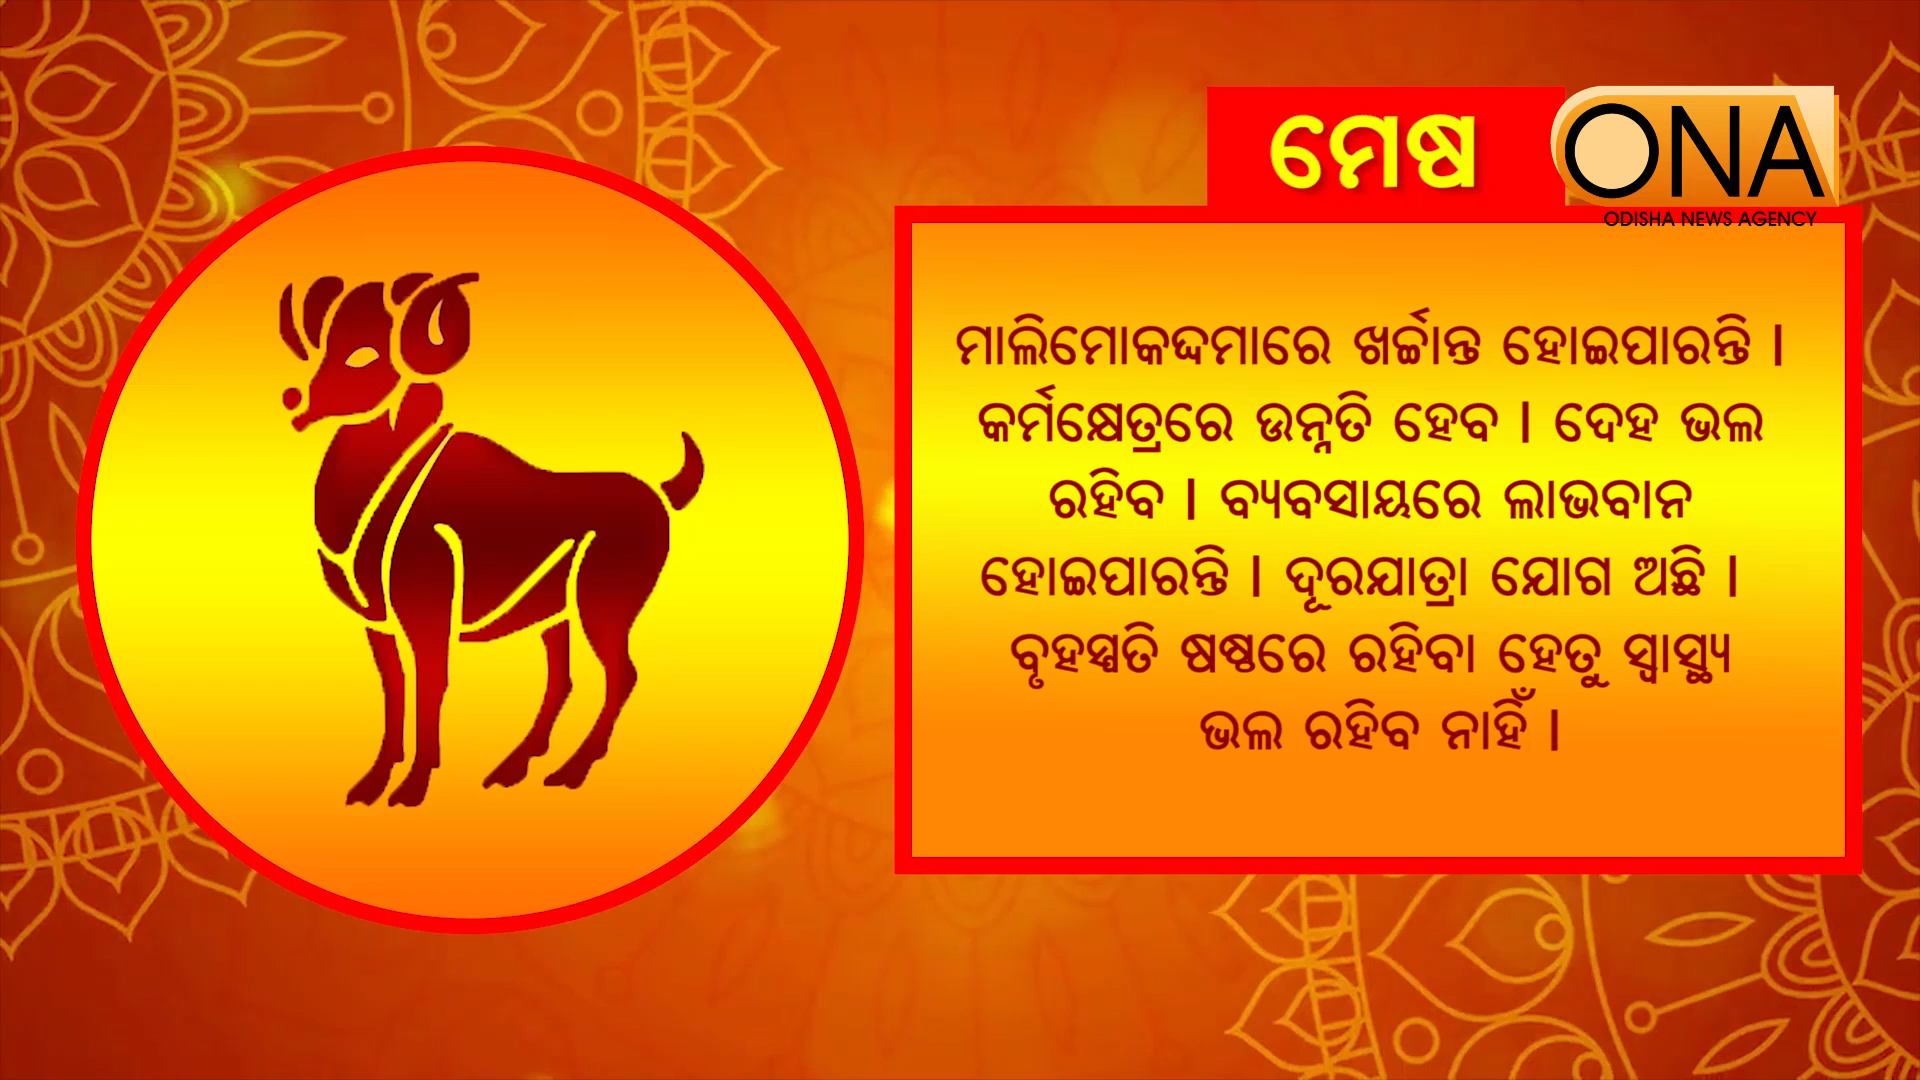 ମେଷ
ONA
ODISHA NEWS AGENCY
ମାଲିମୋକଦ୍ଦମାରେ ଖର୍ଚ୍ଚାନ୍ତ ହୋଇପାରନ୍ତି |
କର୍ମକ୍ଷେତ୍ରରେ ଉନ୍ନତି ହେବ | ଦେହ ଭଲ
ରହିବ | ବ୍ୟବସାୟରେ ଲାଭବାନ
ହୋଇପାରନ୍ତି | ଦୂରଯାତ୍ରା ଯୋଗ ଅଛି |
ବୃହସ୍ପତି ଷଷ୍ଠରେ ରହିବା ହେତୁ ସ୍ୱାସ୍ଥ୍ୟ
ଭଲ ରହିବ ନାହିଁ |